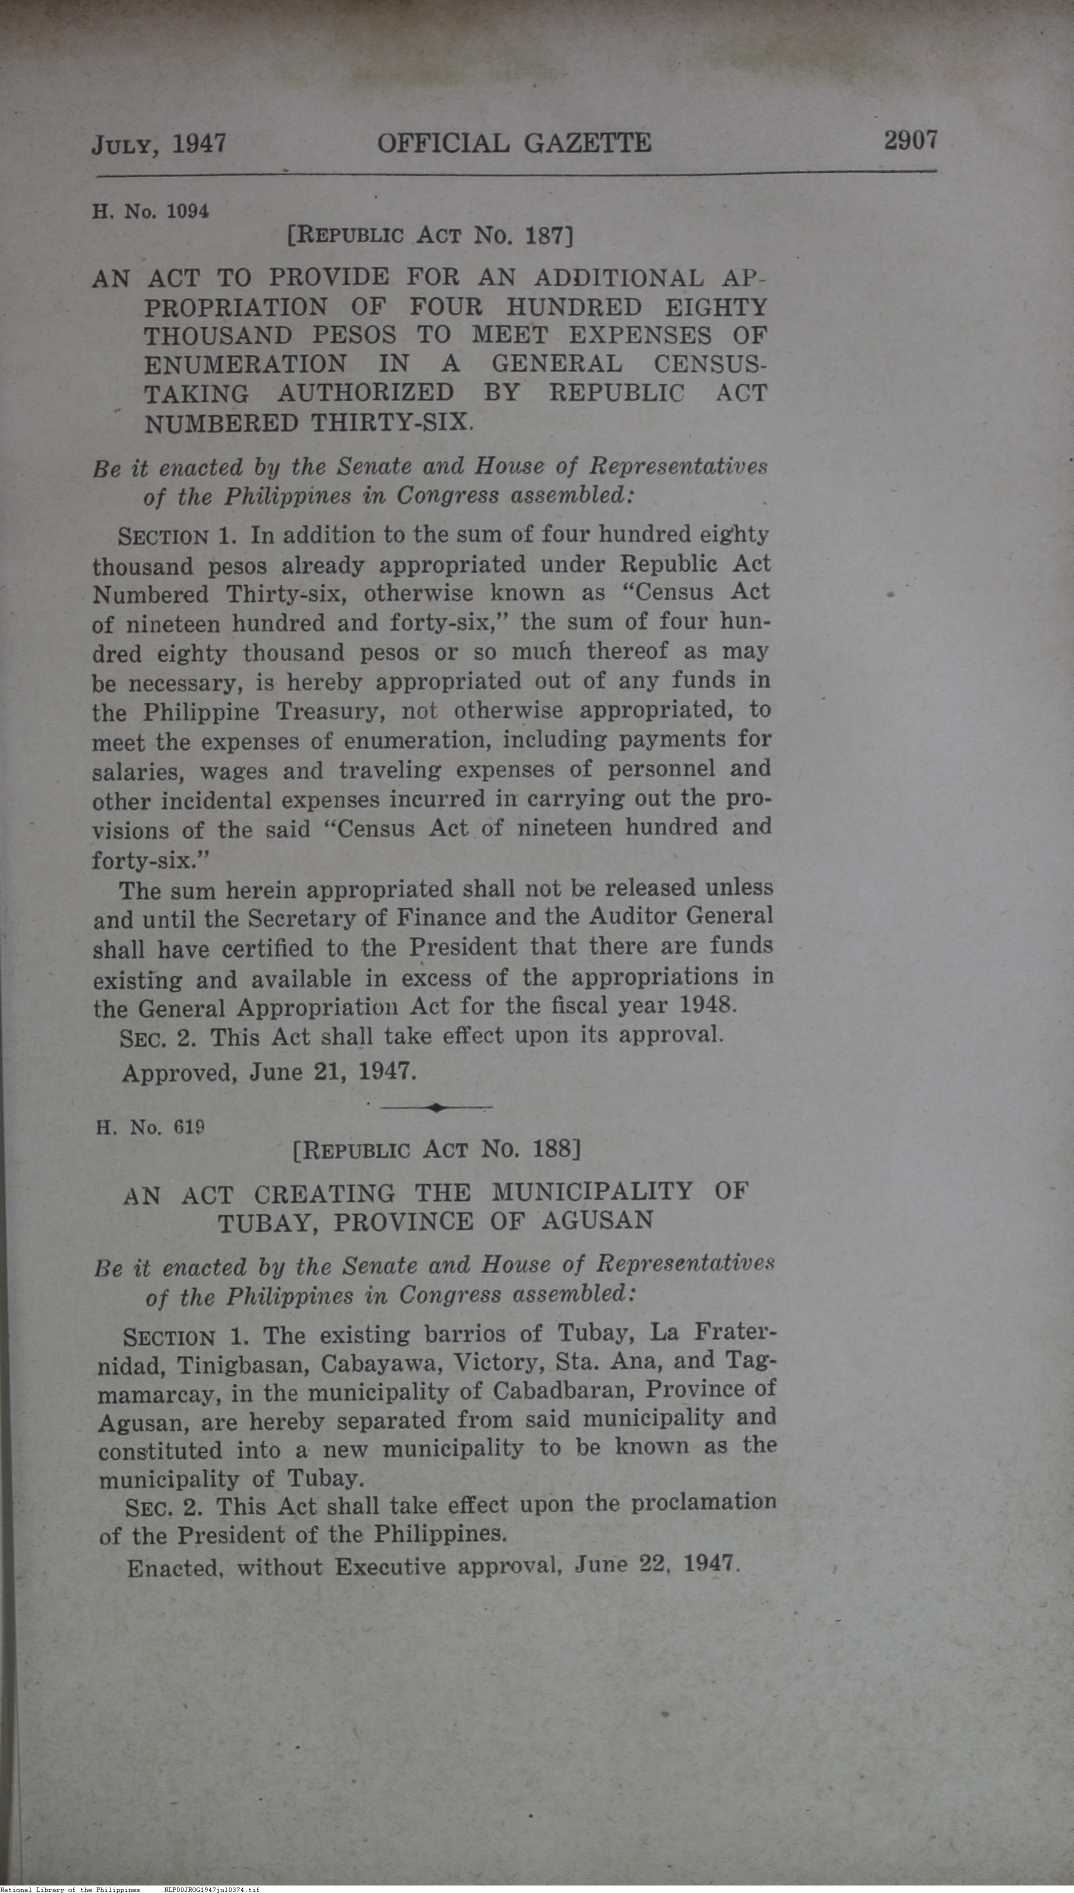 JULY, 1947 OFFICIAL GAZETTE 2907
H. No. 1094
[REPUBLIC ACT NO. 187]
AN ACT TO PROVIDE FOR AN ADDITIONAL AP-
PROPRIATION OF FOUR HUNDRED EIGHTY
THOUSAND PESOS TO MEET EXPENSES OF
ENUMERATION IN A GENERAL CENSUS-
TAKING AUTHORIZED BY REPUBLIC ACT
NUMBERED THIRTY-SIX.
Be it enacted by the Senate and House of Representatives
of the Philippines in Congress assembled:
SECTION 1. In addition to the sum of four hundred eighty
thousand pesos already appropriated under Republic Act
Numbered Thirty-six, otherwise known as “Census Act
of nineteen hundred and forty-six,” the sum of four hun-
dred eighty thousand pesos or so much thereof as may
be necessary, is hereby appropriated out of any funds in
the Philippine Treasury, not otherwise appropriated, to
meet the expenses of enumeration, including payments for
salaries, wages and traveling expenses of personnel and
other incidental expenses incurred in carrying out the pro-
visions of the said “Census Act of nineteen hundred and
forty-six.”
The sum herein appropriated shall not be released unless
and until the Secretary of Finance and the Auditor General
shall have certified to the President that there are funds
existing and available in excess of the appropriations in
the General Appropriation Act for the fiscal year 1948.
SEC. 2. This Act shall take effect upon its approval.
Approved, June 21, 1947.
H. No. 619
[REPUBLIC ACT NO. 188]
AN ACT CREATING THE MUNICIPALITY OF
TUBAY, PROVINCE OF AGUSAN
Be it enacted by the Senate and House of Representatives
of the Philippines in Congress assembled:
SECTION 1. The existing barrios of Tubay, La Frater-
nidad, Tinigbasan, Cabayawa, Victory, Sta. Ana, and Tag-
mamarcay, in the municipality of Cabadbaran, Province of
Agusan, are hereby separated from said municipality and
constituted into a new municipality to be known as the
municipality of Tubay.
SEC. 2. This Act shall take effect upon the proclamation
of the President of the Philippines.
Enacted, without Executive approval, June 22, 1947.
National Library of the Philippines NLPDDJROG1947jul0374.tif